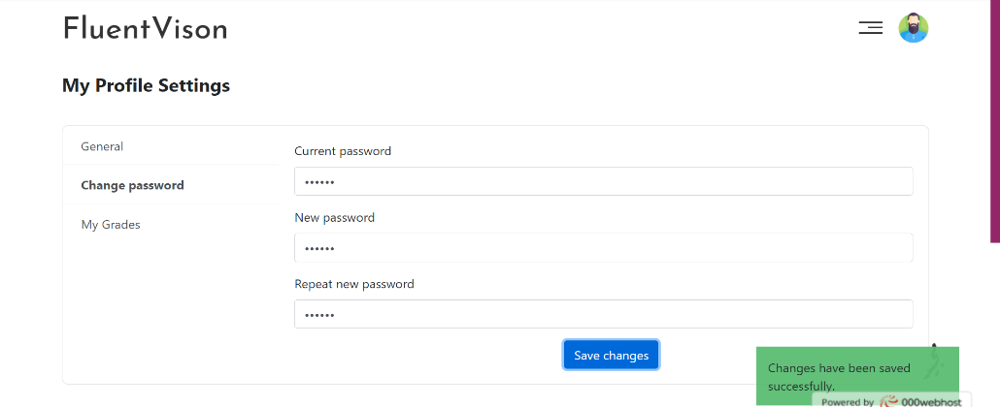 FluentVison
My Profile Settings
General
Current password
••••••
Change password
New password
••••••
My Grades
Repeat new password
••••••
Save changes
Changes have been saved
successfully.
Powered by 000webhost